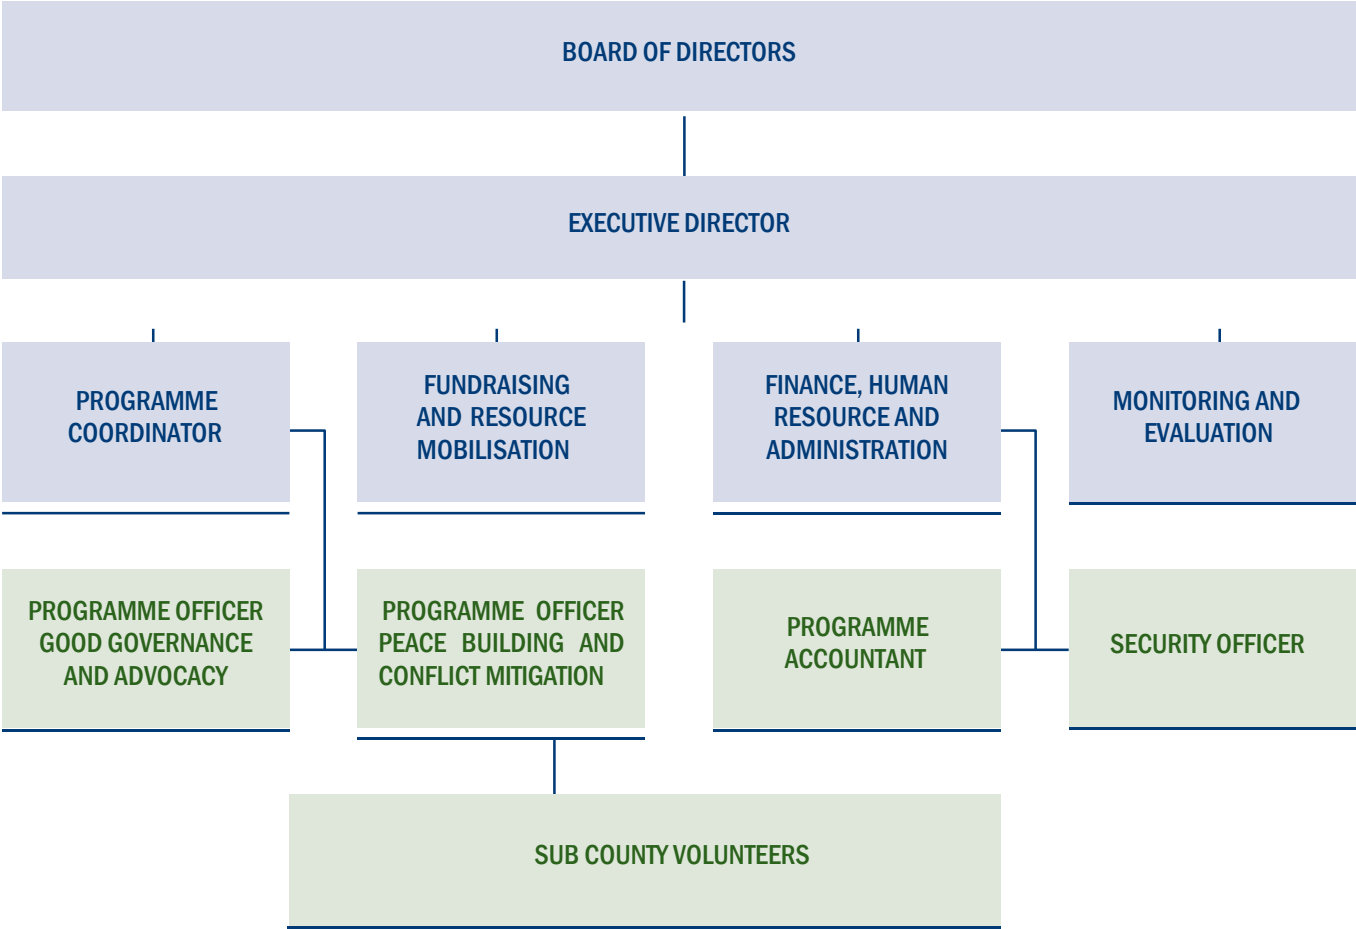 BOARD OF DIRECTORS
EXECUTIVE DIRECTOR
PROGRAMME
COORDINATOR
FUNDRAISING
AND RESOURCE
MOBILISATION
FINANCE, HUMAN
RESOURCE AND
ADMINISTRATION
MONITORING AND
EVALUATION
PROGRAMME OFFICER
GOOD GOVERNANCE
AND ADVOCACY
PROGRAMME OFFICER
PEACE BUILDING AND
CONFLICT MITIGATION
PROGRAMME
ACCOUNTANT
SECURITY OFFICER
SUB COUNTY VOLUNTEERS